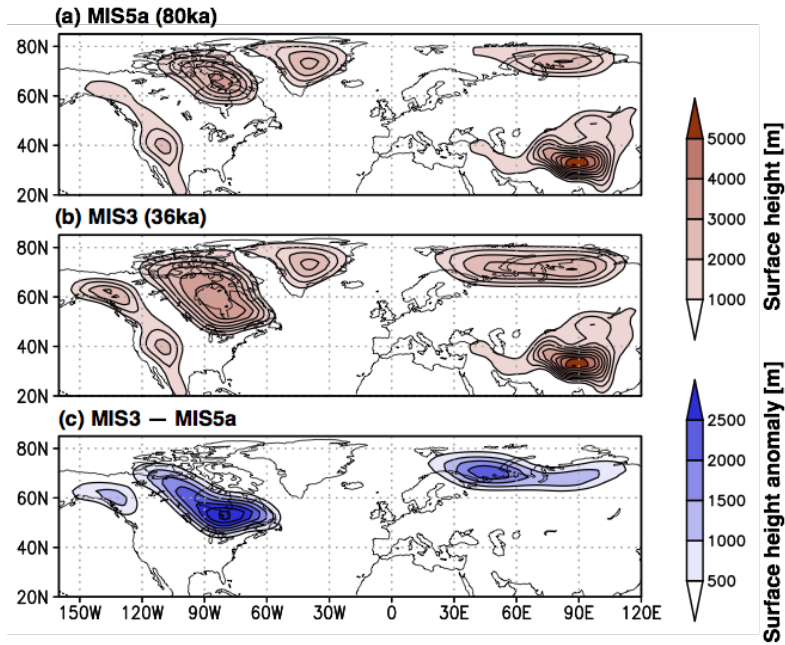 (a) MIS5a (80ka)
80N
60N
40N
20N
(b) MIS3 (36ka)
80N
60N
40N
20N
(c) MIS3 — MIS5a
80N
60N
40N
20N
150W 120W 90W 60W 30W 0 30E 60E 90E 120E
5000
4000
3000
2000
1000
Surface height [m]
2500
2000
1500
1000
500
Surface height anomaly [m]